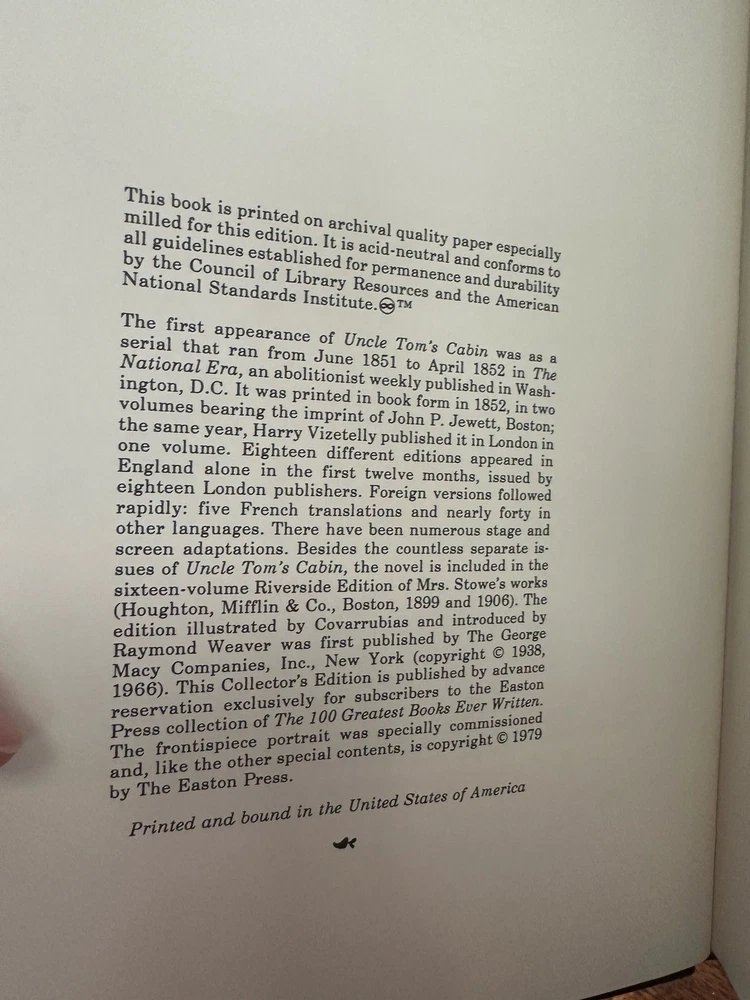 This book is printed on archival quality paper especially
milled for this edition. It is acid-neutral and conforms to
all guidelines established for permanence and durability
by the Council of Library Resources and the American
National Standards Institute.♾™
The first appearance of Uncle Tom's Cabin was as a
serial that ran from June 1851 to April 1852 in The
National Era, an abolitionist weekly published in Wash-
ington, D.C. It was printed in book form in 1852, in two
volumes bearing the imprint of John P. Jewett, Boston;
the same year, Harry Vizetelly published it in London in
one volume. Eighteen different editions appeared in
England alone in the first twelve months, issued by
eighteen London publishers. Foreign versions followed
rapidly: five French translations and nearly forty in
other languages. There have been numerous stage and
screen adaptations. Besides the countless separate is-
sues of Uncle Tom's Cabin, the novel is included in the
sixteen-volume Riverside Edition of Mrs. Stowe's works
(Houghton, Mifflin & Co., Boston, 1899 and 1906). The
edition illustrated by Covarrubias and introduced by
Raymond Weaver was first published by The George
Macy Companies, Inc., New York (copyright © 1938,
1966). This Collector's Edition is published by advance
reservation exclusively for subscribers to the Easton
Press collection of The 100 Greatest Books Ever Written.
The frontispiece portrait was specially commissioned
and, like the other special contents, is copyright © 1979
by The Easton Press.
Printed and bound in the United States of America